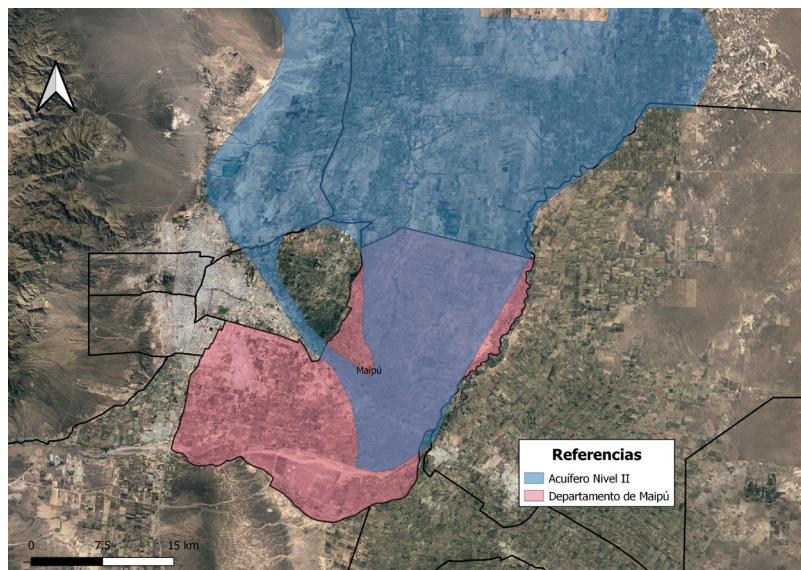 Maipú
Referencias
Acuífero Nivel II
Departamento de Maipú
0 7.5 15 km